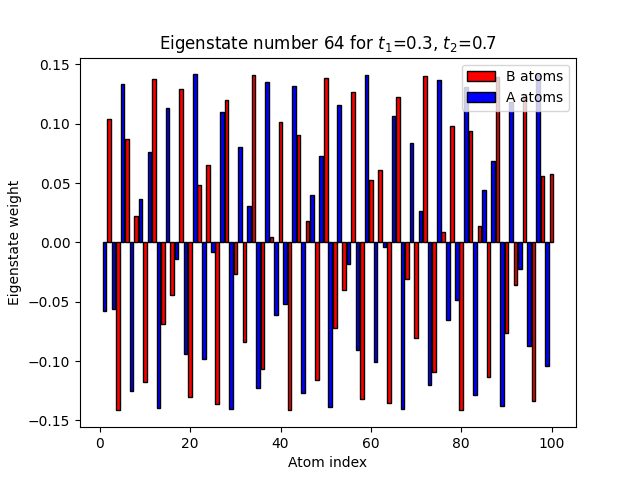 Eigenstate number 64 for t₁=0.3, t₂=0.7
B atoms
A atoms
Eigenstate weight
0.15
0.10
0.05
0.00
−0.05
−0.10
−0.15
0 20 40 60 80 100
Atom index